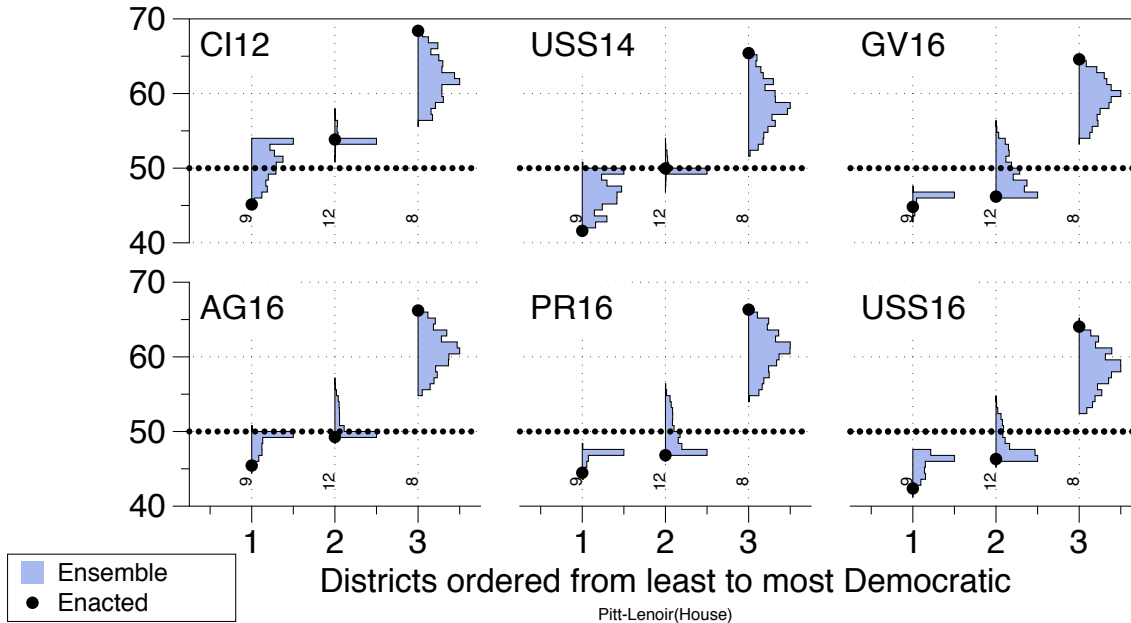 70
60
50
40
CI12
USS14
GV16
9
12
8
9
12
8
9
12
8
70
60
50
40
AG16
PR16
USS16
9
12
8
9
12
8
9
12
8
1 2 3
1 2 3
1 2 3
Districts ordered from least to most Democratic
Pitt-Lenoir(House)
Ensemble
Enacted